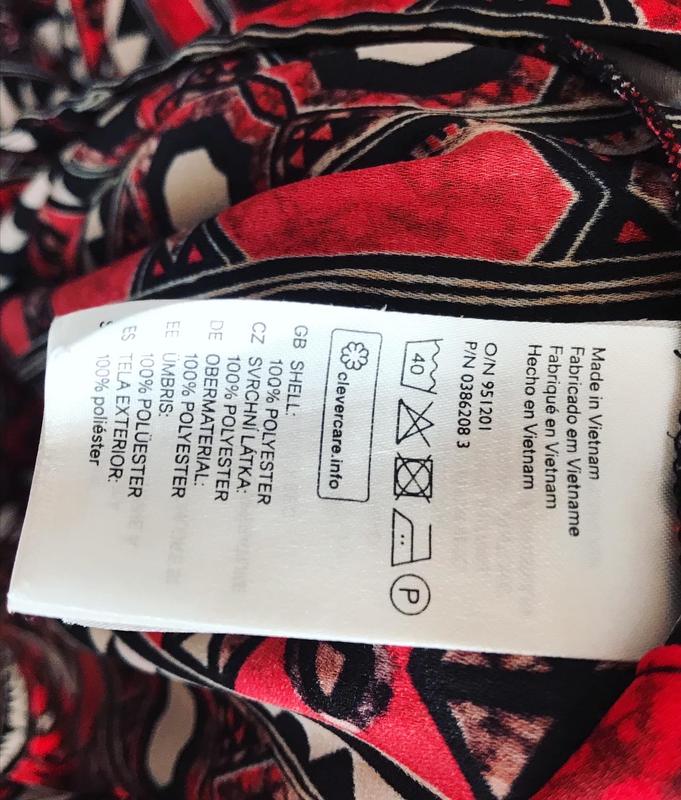 Made in Vietnam
Fabricado em Vietname
Fabriqué en Vietnam
Hecho en Vietnam
O/N 951201
P/N 0386208 3
40
P
clevercare.info
GB SHELL:
100% POLYESTER
CZ SVRCHNÍ LÁTKA:
100% POLYESTER
DE OBERMATERIAL:
100% POLYESTER
EE ÜMBRIS:
100% POLÜESTER
ES TELA EXTERIOR:
100% poliéster